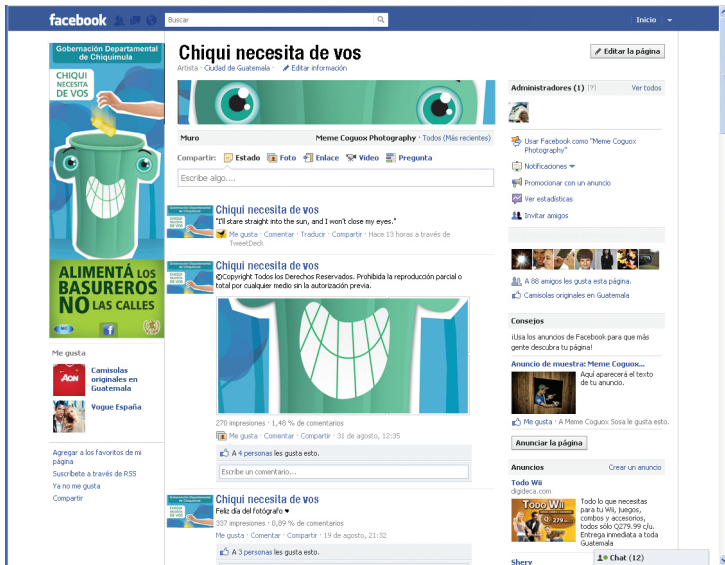 facebook
Buscar
Inicio
Gobernación Departamental
de Chiquimula
CHIQUI
NECESITA
DE VOS
ALIMENTÁ LOS
BASUREROS
NO LAS CALLES
Me gusta
AON
Camisolas
originales en
Guatemala
Vogue España
Agregar a los favoritos de mi
página
Suscríbete a través de RSS
Ya no me gusta
Compartir
Chiqui necesita de vos
Artista · Ciudad de Guatemala · Editar información
Muro
Meme Coguox Photography · Todos (Más recientes)
Compartir: Estado Foto Enlace Video Pregunta
Escribe algo....
Chiqui necesita de vos
"I'll stare straight into the sun, and I won't close my eyes."
Me gusta · Comentar · Traducir · Compartir · Hace 13 horas a través de
TweetDeck
Chiqui necesita de vos
©Copyright Todos los Derechos Reservados. Prohibida la reproducción parcial o
total por cualquier medio sin la autorización previa.
270 impresiones · 1,48 % de comentarios
Me gusta · Comentar · Compartir · 31 de agosto, 12:35
A 4 personas les gusta esto.
Escribe un comentario...
Chiqui necesita de vos
Feliz día del fotógrafo ♥
337 impresiones · 0,89 % de comentarios
Me gusta · Comentar · Compartir · 19 de agosto, 21:32
A 3 personas les gusta esto.
Editar la página
Administradores (1) [?] Ver todos
Usar Facebook como "Meme Coguox
Photography"
Notificaciones
Promocionar con un anuncio
Ver estadísticas
Invitar amigos
A 88 amigos les gusta esta página.
Camisolas originales en Guatemala
Consejos
¡Usa los anuncios de Facebook para que más
gente descubra tu página!
Anuncio de muestra: Meme Coguox...
Aquí aparecerá el texto
de tu anuncio.
Me gusta · A Meme Coguox Sosa le gusta esto.
Anunciar la página
Anuncios Crear un anuncio
Todo Wii
digideca.com
TODO WII
Q. 279
Todo lo que necesitas
para tu Wii, juegos,
combos y accesorios,
todos sólo Q279.99 c/u.
Entrega inmediata a toda
Guatemala
Shery
Chat (12)